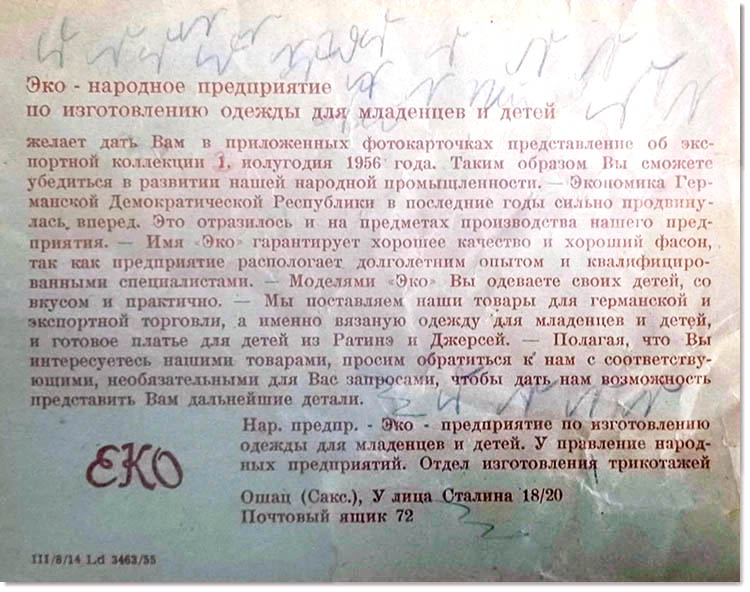 Эко - народное предприятие
по изготовлению одежды для младенцев и детей
желает дать Вам в приложенных фотокарточках представление об экс-
портной коллекции 1. иолугодия 1956 года. Таким образом Вы сможете
убедиться в развитии нашей народной промыщленности. — Экономика Гер-
манской Демократической Республики в последние годы сильно продвину-
лась вперед. Это отразилось и на предметах производства нашего пред-
приятия. — Имя «Эко» гарантирует хорошее качество и хороший фасон,
так как предприятие распологает долголетним опытом и квалифициро-
ванными специалистами. — Моделями «Эко» Вы одеваете своих детей, со
вкусом и практично. — Мы поставляем наши товары для германской и
экспортной торговли, а именно вязаную одежду для младенцев и детей,
и готовое платье для детей из Ратинэ и Джерсей. — Полагая, что Вы
интересуетесь нашими товарами, просим обратиться к нам с соответству-
ющими, необязательными для Вас запросами, чтобы дать нам возможность
представить Вам дальнейшие детали.
Нар. предпр. - Эко - предприятие по изготовлению
одежды для младенцев и детей. У правление народ-
ных предприятий. Отдел изготовления трикотажей
ЕКО
Ошац (Сакс.), У лица Сталина 18/20
Почтовый ящик 72
III/8/14 Ld 3463/55